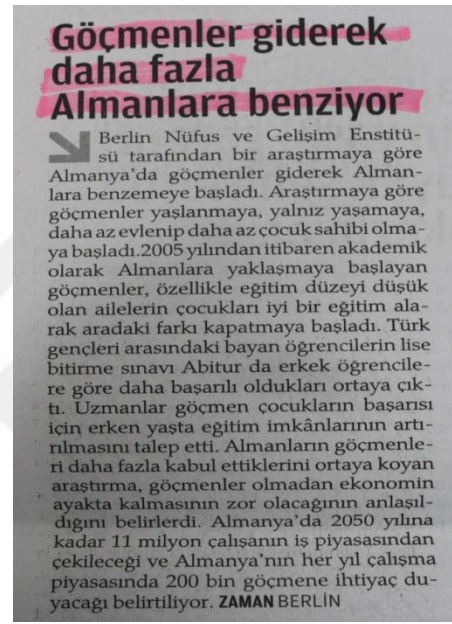 Göçmenler giderek
daha fazla
Almanlara benziyor
Berlin Nüfus ve Gelişim Enstitü-
sü tarafından bir araştırmaya göre
Almanya'da göçmenler giderek Alman-
lara benzemeye başladı. Araştırmaya göre
göçmenler yaşlanmaya, yalnız yaşamaya,
daha az evlenip daha az çocuk sahibi olma-
ya başladı.2005 yılından itibaren akademik
olarak Almanlara yaklaşmaya başlayan
göçmenler, özellikle eğitim düzeyi düşük
olan ailelerin çocukları iyi bir eğitim ala-
rak aradaki farkı kapatmaya başladı. Türk
gençleri arasındaki bayan öğrencilerin lise
bitirme sınavı Abitur da erkek öğrencile-
re göre daha başarılı oldukları ortaya çık-
tı. Uzmanlar göçmen çocukların başarısı
için erken yaşta eğitim imkânlarının artı-
rılmasını talep etti. Almanların göçmenle-
ri daha fazla kabul ettiklerini ortaya koyan
araştırma, göçmenler olmadan ekonomin
ayakta kalmasının zor olacağının anlaşıl-
dığını belirlerdi. Almanya'da 2050 yılına
kadar 11 milyon çalışanın iş piyasasından
çekileceği ve Almanya'nın her yıl çalışma
piyasasında 200 bin göçmene ihtiyaç du-
yacağı belirtiliyor. ZAMAN BERLİN